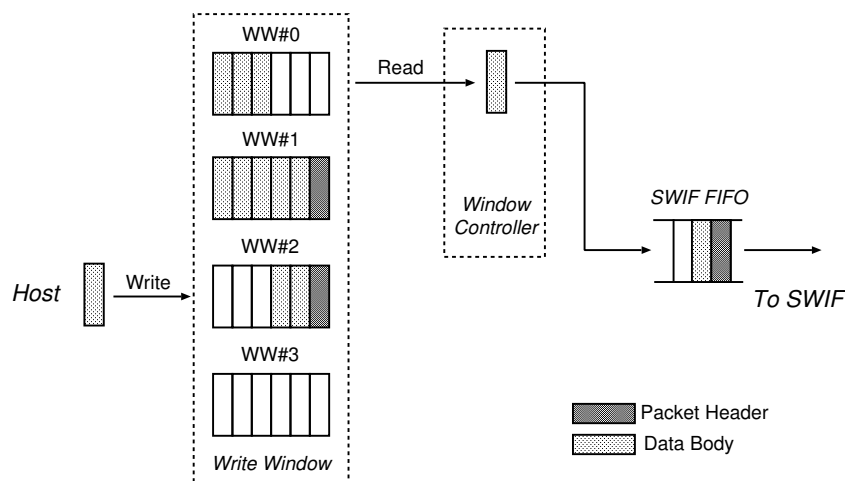 WW#0
Read
WW#1
Window
Controller
SWIF FIFO
WW#2
Host
Write
To SWIF
WW#3
Write Window
Packet Header
Data Body